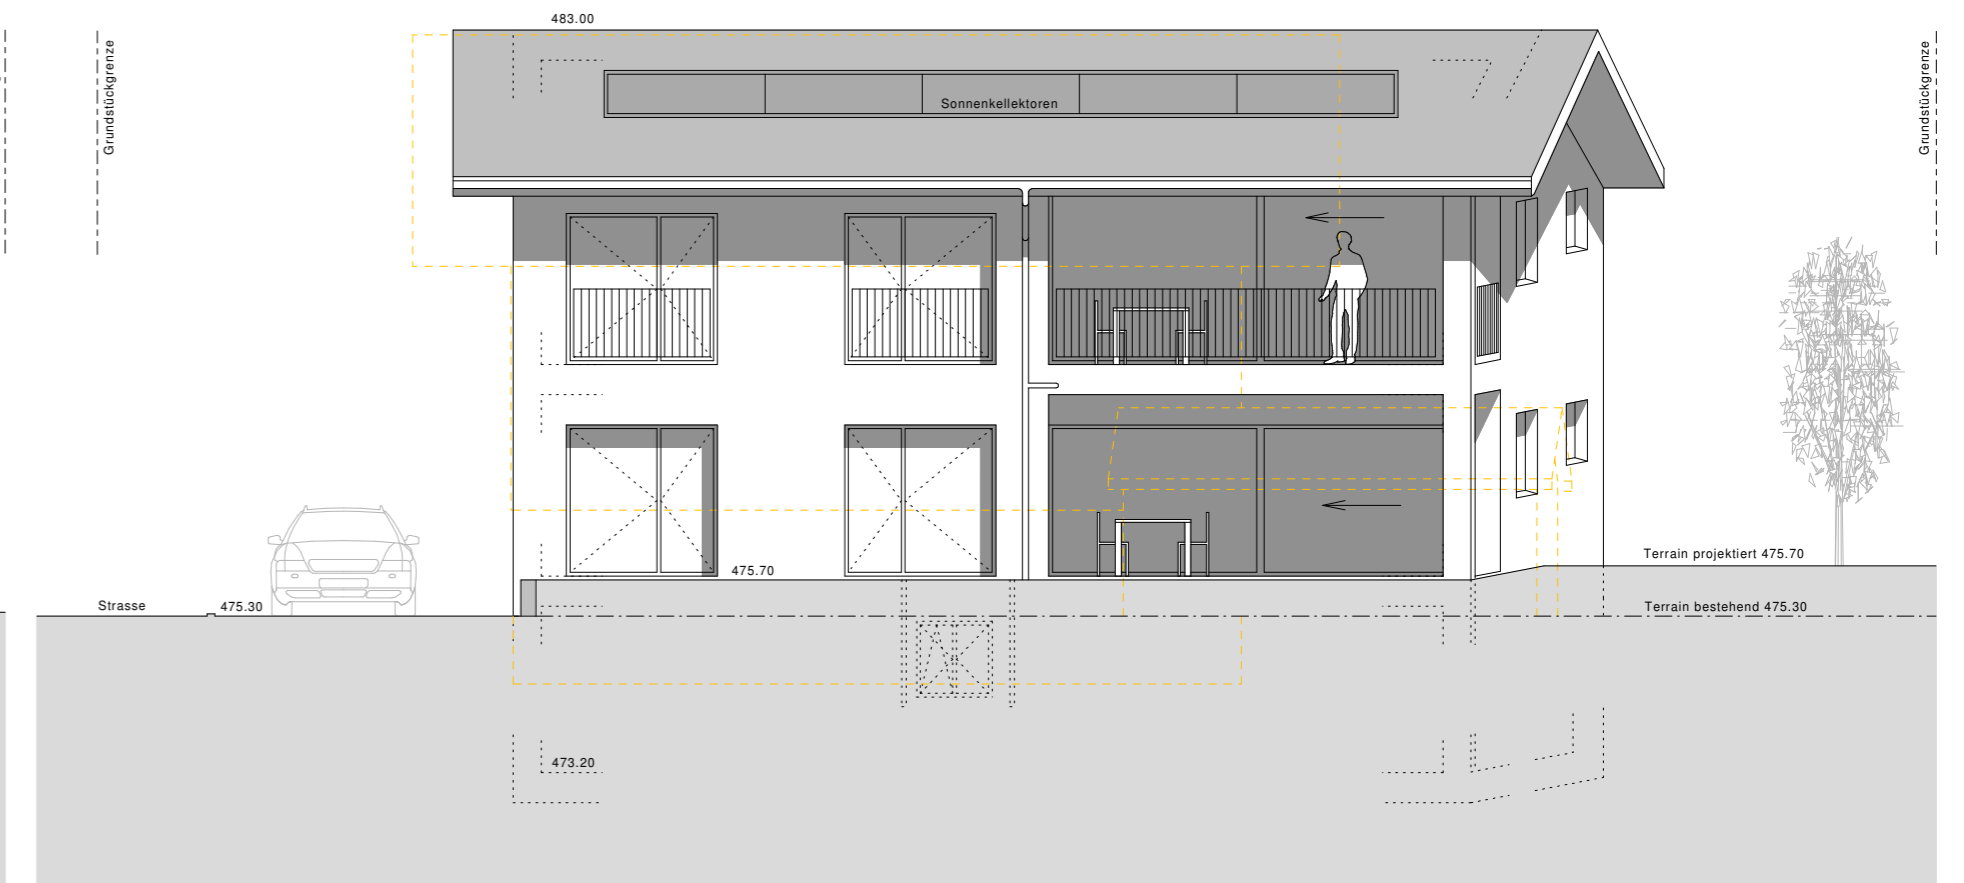 483.00
Grundstückgrenze
Grundstückgrenze
Sonnenkellektoren
475.70
Terrain projektiert 475.70
Strasse
475.30
Terrain bestehend 475.30
473.20